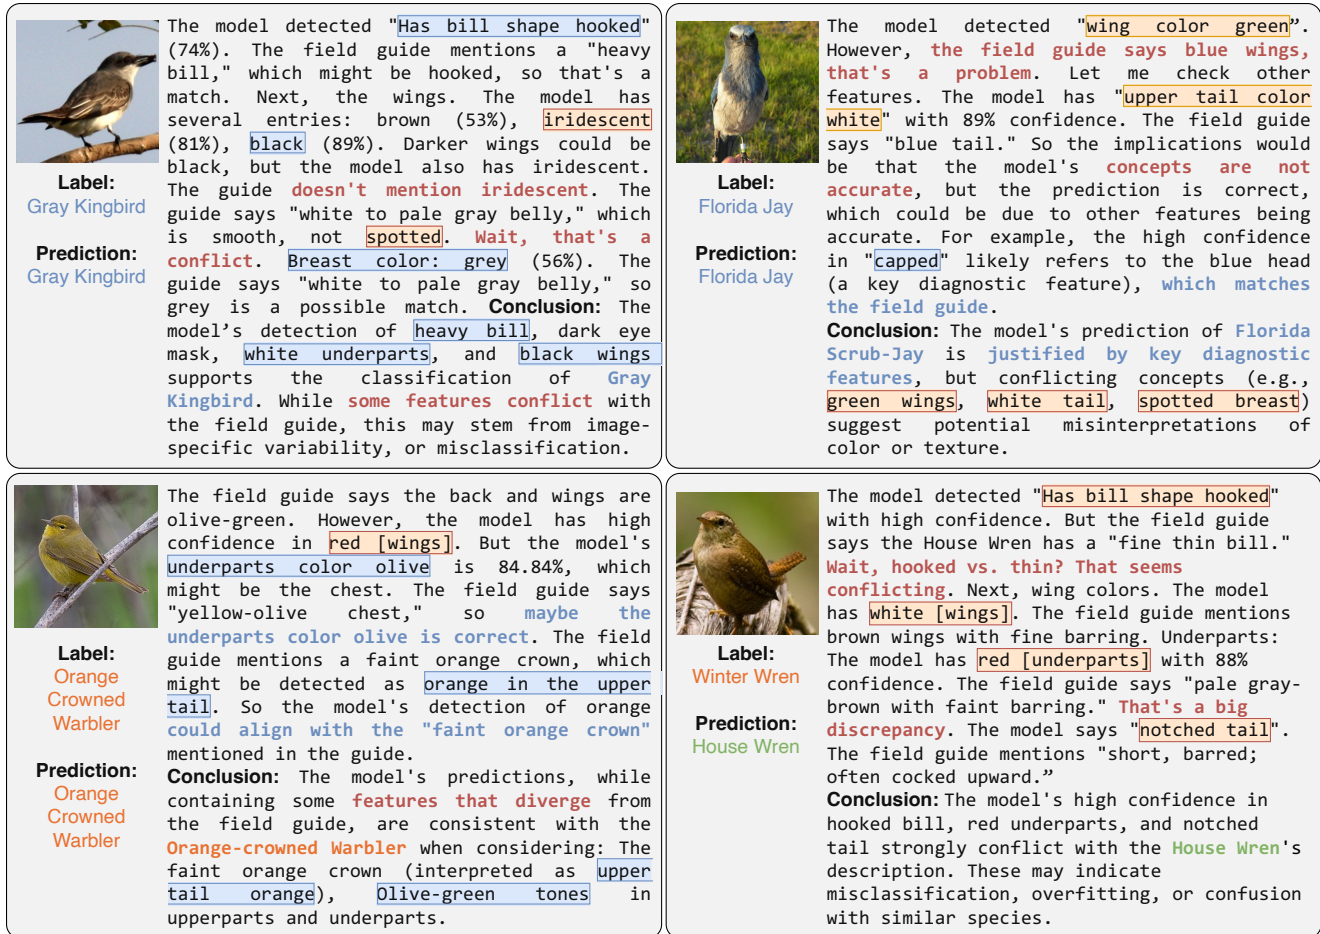 Label:
Gray Kingbird
Prediction:
Gray Kingbird
The model detected "Has bill shape hooked"
(74%). The field guide mentions a "heavy
bill," which might be hooked, so that's a
match. Next, the wings. The model has
several entries: brown (53%), iridescent
(81%), black (89%). Darker wings could be
black, but the model also has iridescent.
The guide doesn't mention iridescent. The
guide says "white to pale gray belly," which
is smooth, not spotted. Wait, that's a
conflict. Breast color: grey (56%). The
guide says "white to pale gray belly," so
grey is a possible match. Conclusion: The
model’s detection of heavy bill, dark eye
mask, white underparts, and black wings
supports the classification of Gray
Kingbird. While some features conflict with
the field guide, this may stem from image-
specific variability, or misclassification.
Label:
Florida Jay
Prediction:
Florida Jay
The model detected "wing color green”.
However, the field guide says blue wings,
that's a problem. Let me check other
features. The model has "upper tail color
white" with 89% confidence. The field guide
says "blue tail." So the implications would
be that the model's concepts are not
accurate, but the prediction is correct,
which could be due to other features being
accurate. For example, the high confidence
in "capped" likely refers to the blue head
(a key diagnostic feature), which matches
the field guide.
Conclusion: The model's prediction of Florida
Scrub-Jay is justified by key diagnostic
features, but conflicting concepts (e.g.,
green wings, white tail, spotted breast)
suggest potential misinterpretations of
color or texture.
Label:
Orange
Crowned
Warbler
Prediction:
Orange
Crowned
Warbler
The field guide says the back and wings are
olive-green. However, the model has high
confidence in red [wings]. But the model's
underparts color olive is 84.84%, which
might be the chest. The field guide says
"yellow-olive chest," so maybe the
underparts color olive is correct. The field
guide mentions a faint orange crown, which
might be detected as orange in the upper
tail. So the model's detection of orange
could align with the "faint orange crown"
mentioned in the guide.
Conclusion: The model's predictions, while
containing some features that diverge from
the field guide, are consistent with the
Orange-crowned Warbler when considering: The
faint orange crown (interpreted as upper
tail orange), Olive-green tones in
upperparts and underparts.
Label:
Winter Wren
Prediction:
House Wren
The model detected "Has bill shape hooked"
with high confidence. But the field guide
says the House Wren has a "fine thin bill."
Wait, hooked vs. thin? That seems
conflicting. Next, wing colors. The model
has white [wings]. The field guide mentions
brown wings with fine barring. Underparts:
The model has red [underparts] with 88%
confidence. The field guide says "pale gray-
brown with faint barring." That's a big
discrepancy. The model says "notched tail".
The field guide mentions "short, barred;
often cocked upward.”
Conclusion: The model's high confidence in
hooked bill, red underparts, and notched
tail strongly conflict with the House Wren's
description. These may indicate
misclassification, overfitting, or confusion
with similar species.